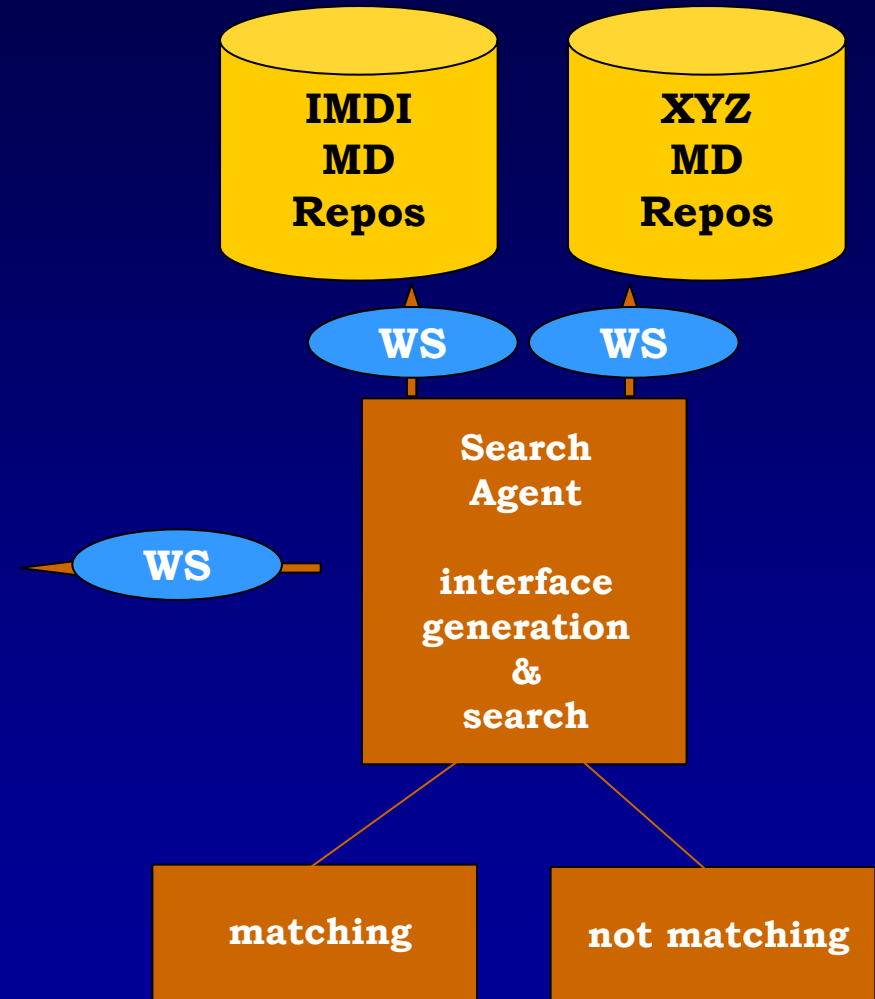 IMDI
MD
Repos
XYZ
MD
Repos
WS
WS
Search
Agent
interface
generation
&
search
WS
matching
not matching